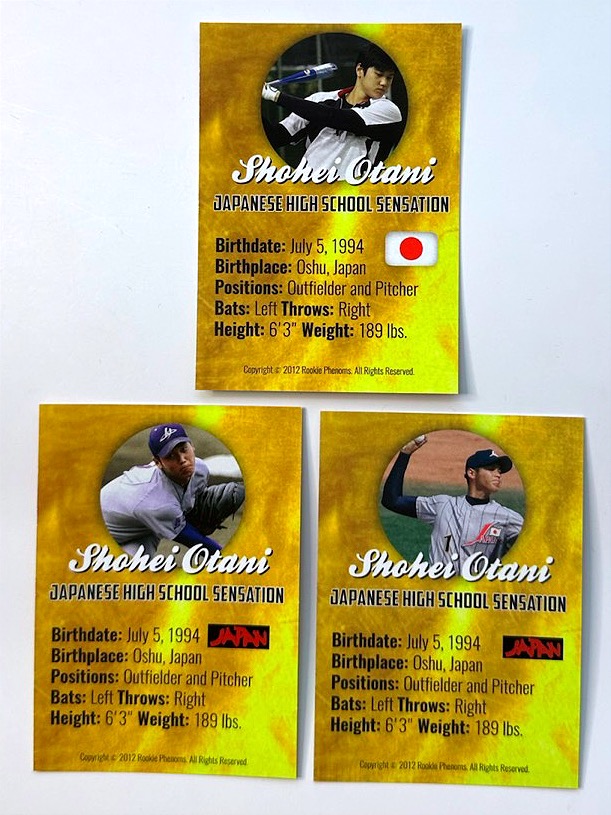 Shohei Otani
JAPANESE HIGH SCHOOL SENSATION
Birthdate: July 5, 1994
Birthplace: Oshu, Japan
Positions: Outfielder and Pitcher
Bats: Left Throws: Right
Height: 6'3" Weight: 189 lbs.
Copyright © 2012 Rookie Phenoms. All Rights Reserved.
Shohei Otani
JAPANESE HIGH SCHOOL SENSATION
Birthdate: July 5, 1994 JAPAN
Birthplace: Oshu, Japan
Positions: Outfielder and Pitcher
Bats: Left Throws: Right
Height: 6'3" Weight: 189 lbs.
Copyright © 2012 Rookie Phenoms. All Rights Reserved.
1
Shohei Otani
JAPANESE HIGH SCHOOL SENSATION
Birthdate: July 5, 1994 JAPAN
Birthplace: Oshu, Japan
Positions: Outfielder and Pitcher
Bats: Left Throws: Right
Height: 6'3" Weight: 189 lbs.
Copyright © 2012 Rookie Phenoms. All Rights Reserved.